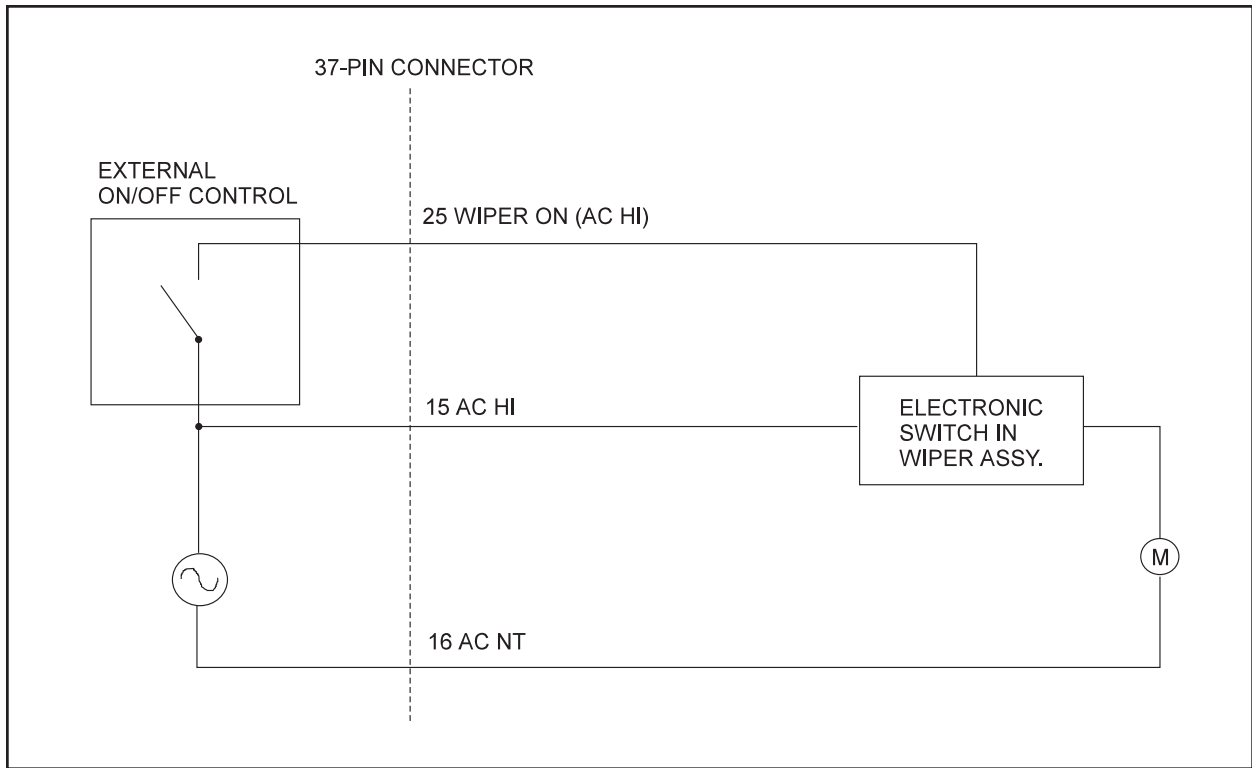 37-PIN CONNECTOR
EXTERNAL
ON/OFF CONTROL
25 WIPER ON (AC HI)
15 AC HI
ELECTRONIC
SWITCH IN
WIPER ASSY.
M
16 AC NT